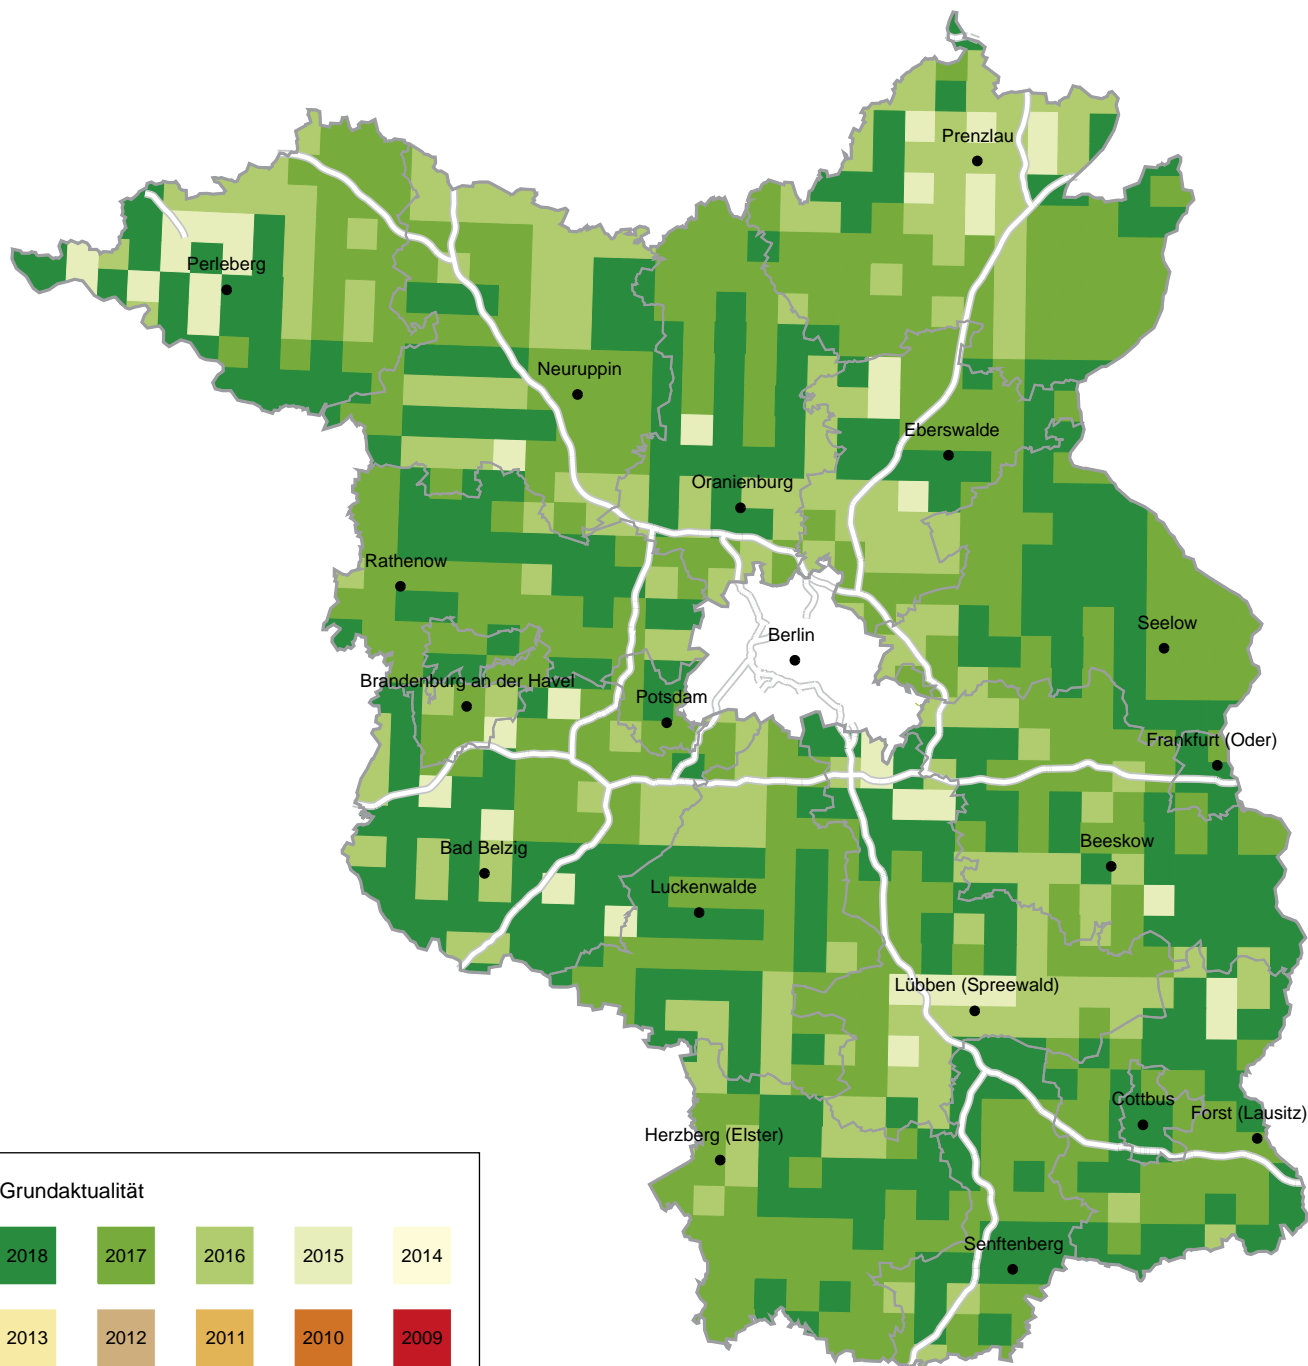 Prenzlau
Perleberg
Neuruppin
Eberswalde
Oranienburg
Rathenow
Seelow
Berlin
Brandenburg an der Havel
Potsdam
Frankfurt (Oder)
Beeskow
Bad Belzig
Luckenwalde
Lübben (Spreewald)
Cottbus
Forst (Lausitz)
Herzberg (Elster)
Senftenberg
Grundaktualität
2018 2017 2016 2015 2014
2013 2012 2011 2010 2009